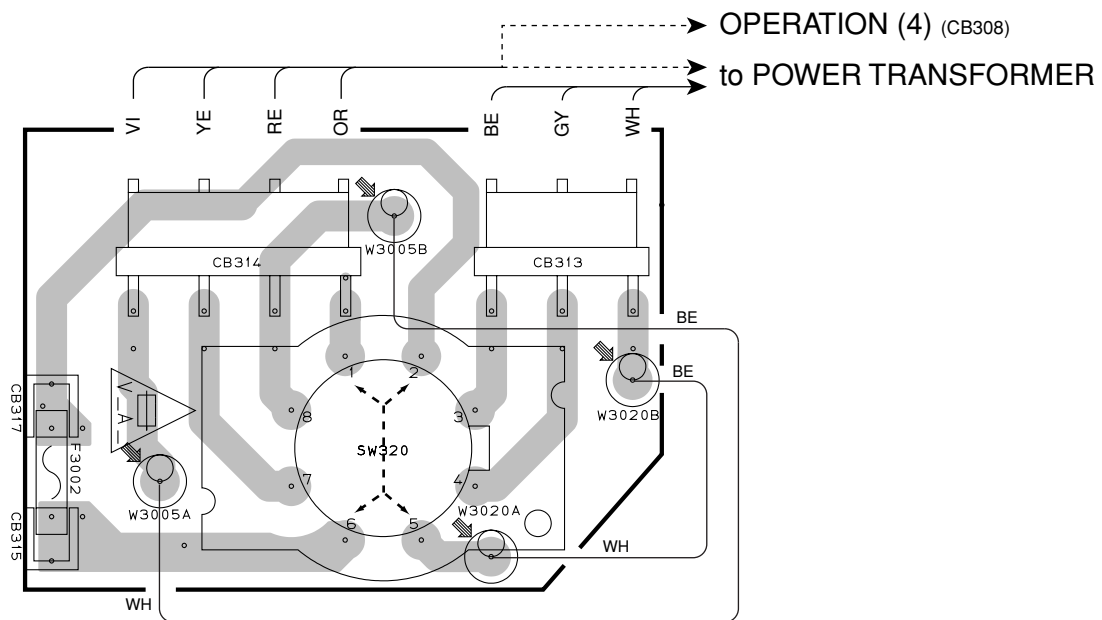 OPERATION (4) (CB308)
to POWER TRANSFORMER
VI
YE
RE
OR
BE
GY
WH
W3005B
CB314
CB313
BE
BE
1
2
W3020B
CB317
V
A
8
3
SW320
F3002
7
4
W3005A
W3020A
CB315
6
5
WH
WH